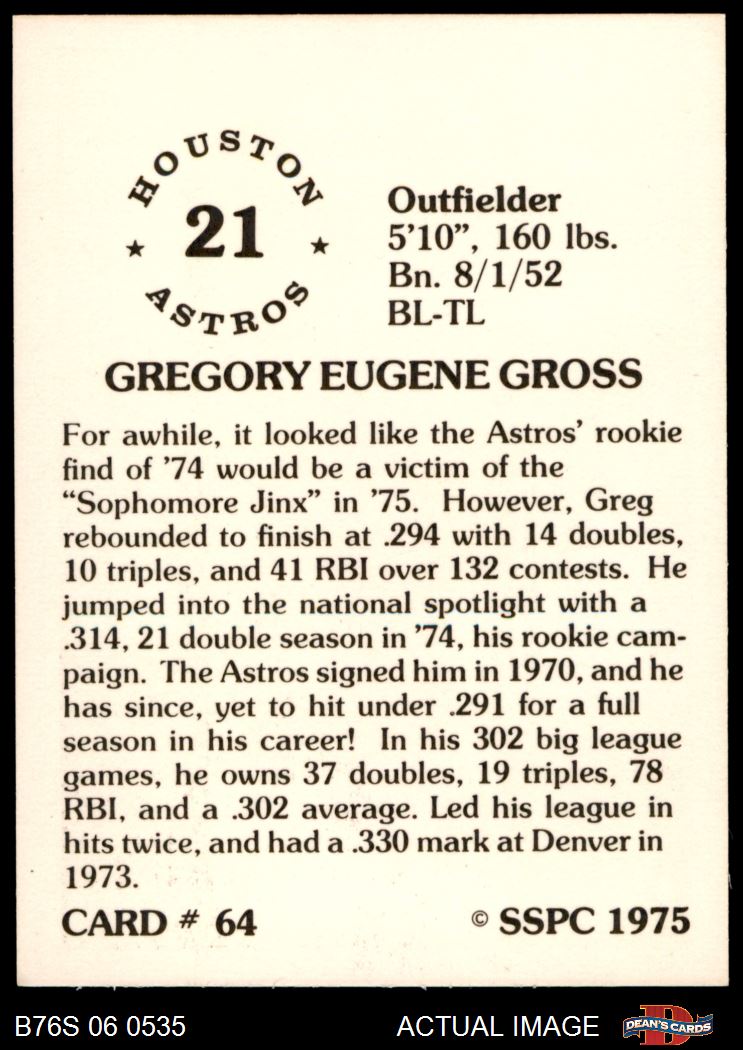 HOUSTON
21
★ ★
ASTROS
Outfielder
5'10", 160 lbs.
Bn. 8/1/52
BL-TL
GREGORY EUGENE GROSS
For awhile, it looked like the Astros' rookie
find of '74 would be a victim of the
“Sophomore Jinx” in '75. However, Greg
rebounded to finish at .294 with 14 doubles,
10 triples, and 41 RBI over 132 contests. He
jumped into the national spotlight with a
.314, 21 double season in '74, his rookie cam-
paign. The Astros signed him in 1970, and he
has since, yet to hit under .291 for a full
season in his career! In his 302 big league
games, he owns 37 doubles, 19 triples, 78
RBI, and a .302 average. Led his league in
hits twice, and had a .330 mark at Denver in
1973.
CARD # 64 © SSPC 1975
B76S 06 0535 ACTUAL IMAGE D DEAN'S CARDS